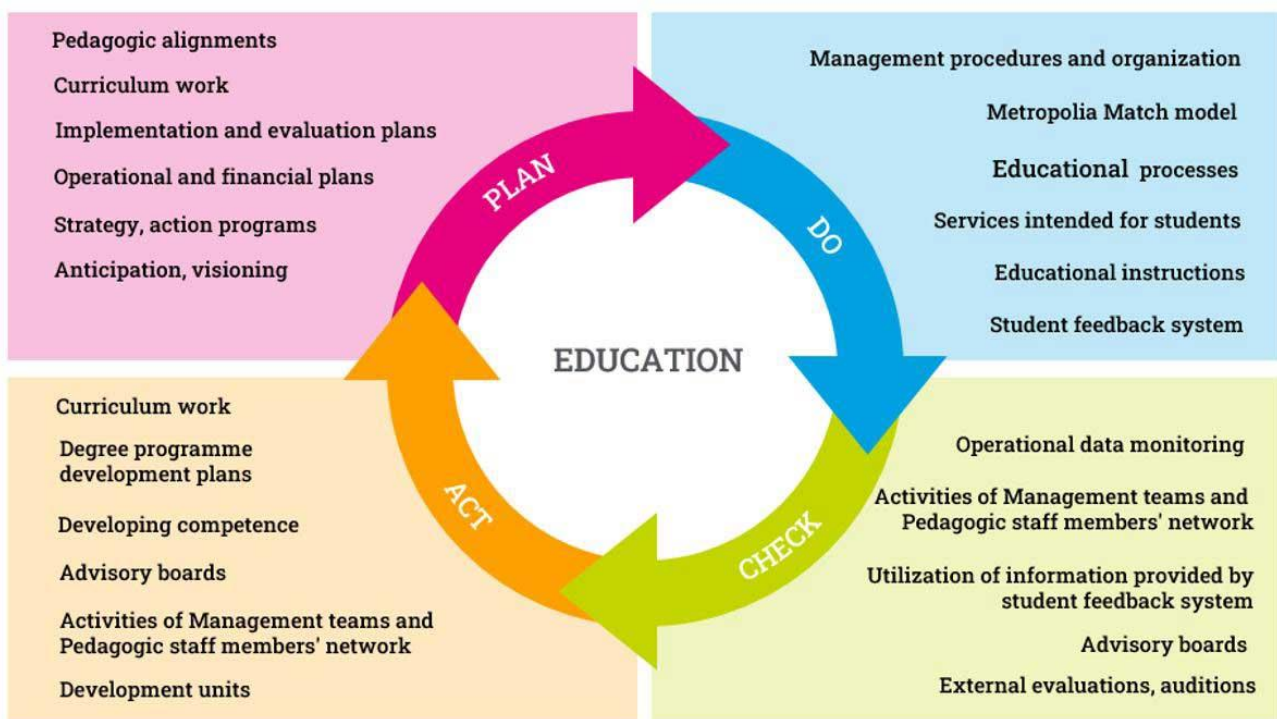 Pedagogic alignments
Curriculum work
Implementation and evaluation plans
Operational and financial plans
Strategy, action programs
Anticipation, visioning
PLAN
Management procedures and organization
Metropolia Match model
Educational processes
Services intended for students
Educational instructions
Student feedback system
DO
EDUCATION
Curriculum work
Degree programme
development plans
Developing competence
Advisory boards
Activities of Management teams and
Pedagogic staff members' network
Development units
ACT
Operational data monitoring
Activities of Management teams and
Pedagogic staff members' network
Utilization of information provided by
student feedback system
Advisory boards
External evaluations, auditions
CHECK